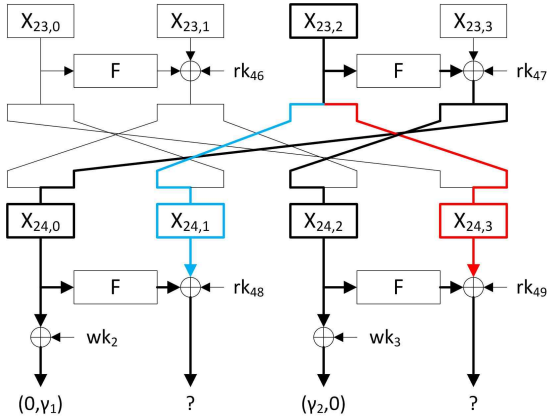 X23,0 X23,1 X23,2 X23,3
F rk46 F rk47
X24,0 X24,1 X24,2 X24,3
F rk48 F rk49
wk2 wk3
(0,γ1) ? (γ2,0) ?